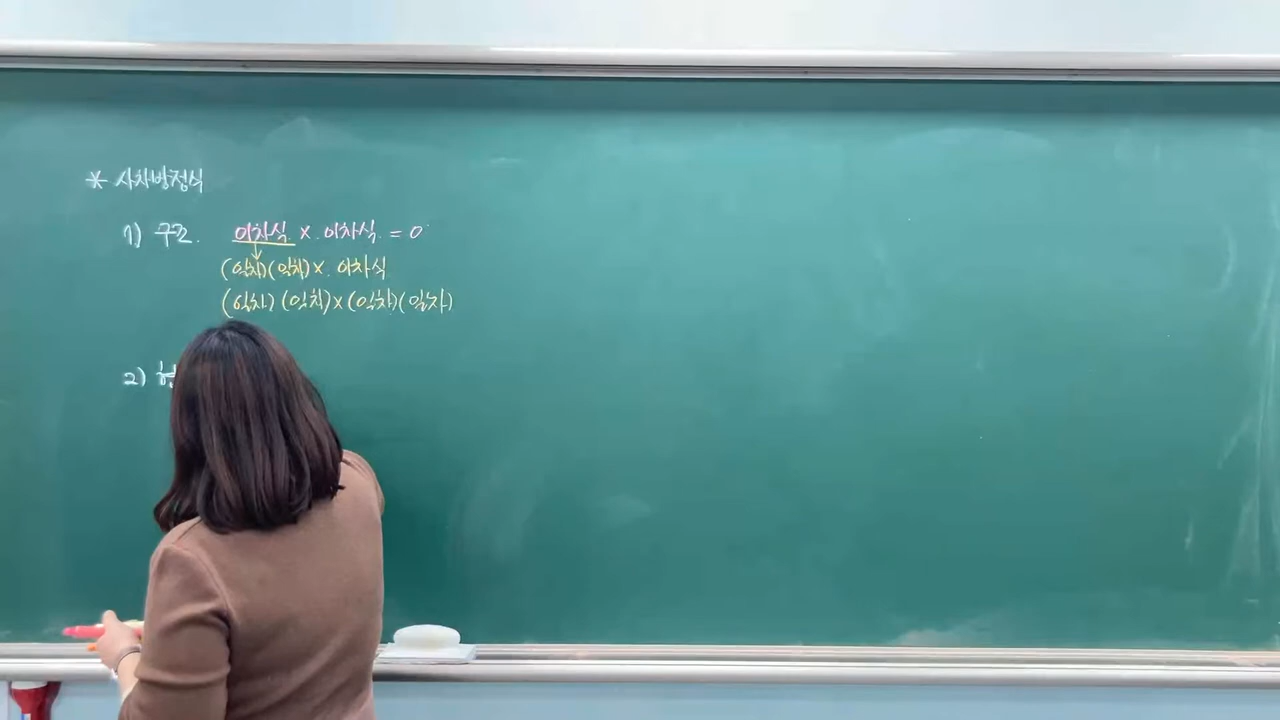 * 사차방정식
1) 구조. 이차식 × 이차식 = 0
(일차)(일차) × 이차식
(일차)(일차)×(일차)(일차)
2)